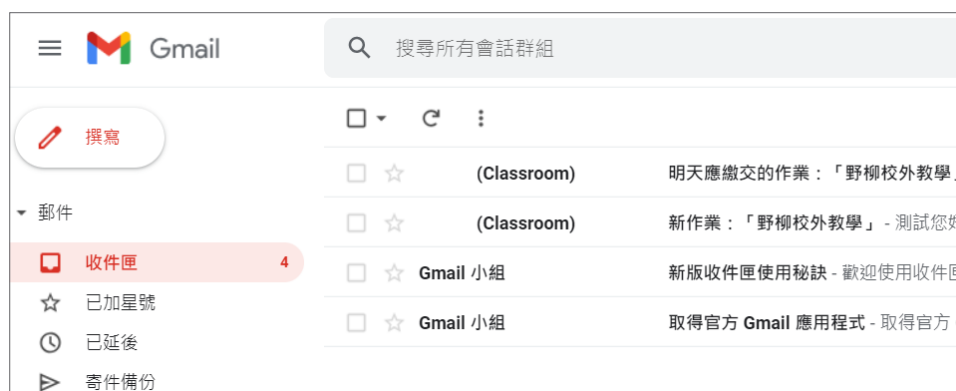 Gmail
搜尋所有會話群組
撰寫
郵件
收件匣 4
已加星號
已延後
寄件備份
(Classroom) 明天應繳交的作業：「野柳校外教學」
(Classroom) 新作業：「野柳校外教學」 - 測試您好
Gmail 小組 新版收件匣使用秘訣 - 歡迎使用收件匣
Gmail 小組 取得官方 Gmail 應用程式 - 取得官方